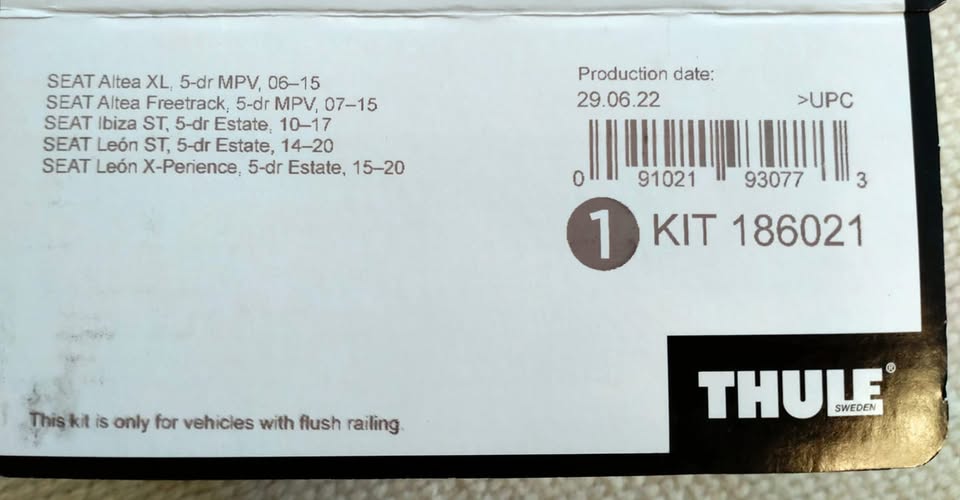 SEAT Altea XL, 5-dr MPV, 06–15
SEAT Altea Freetrack, 5-dr MPV, 07–15
SEAT Ibiza ST, 5-dr Estate, 10–17
SEAT León ST, 5-dr Estate, 14–20
SEAT León X-Perience, 5-dr Estate, 15–20
Production date:
29.06.22 >UPC
0 91021 93077 3
1 KIT 186021
This kit is only for vehicles with flush railing.
THULE®
SWEDEN